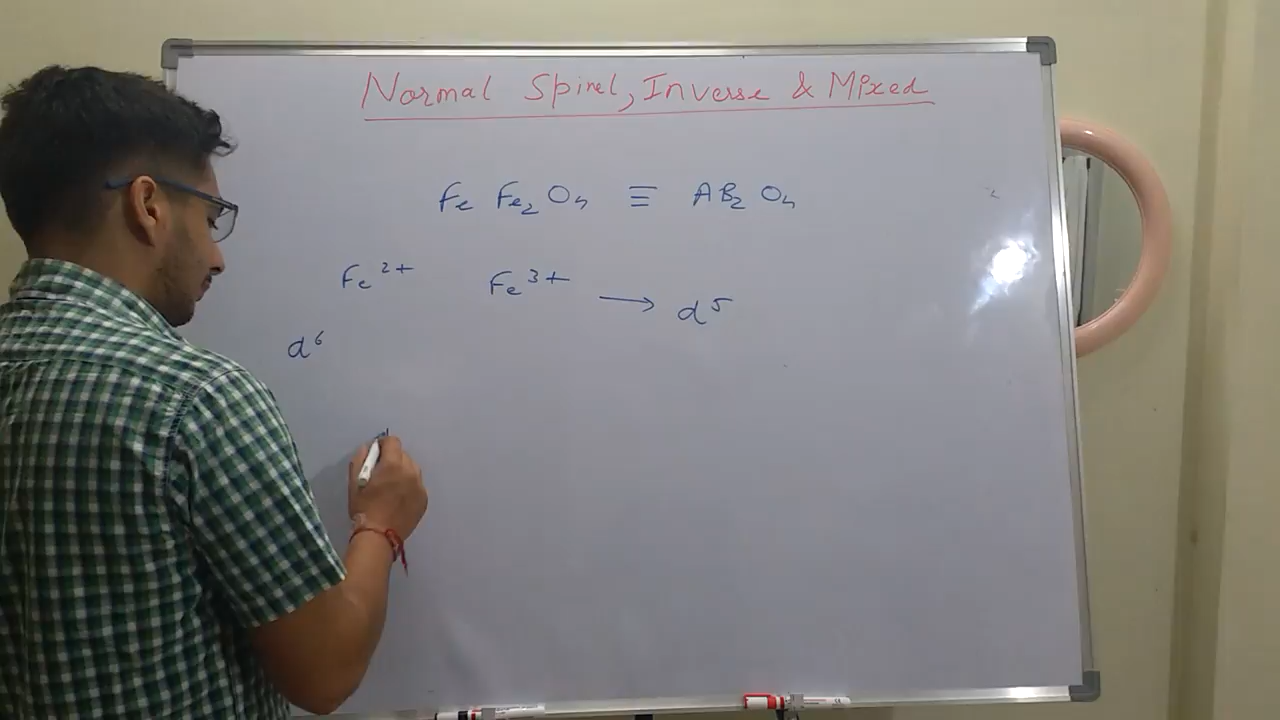 Normal Spinel, Inverse & Mixed
Fe Fe₂ O₄ ≡ AB₂ O₄
Fe²⁺ Fe³⁺ → d⁵
d⁶